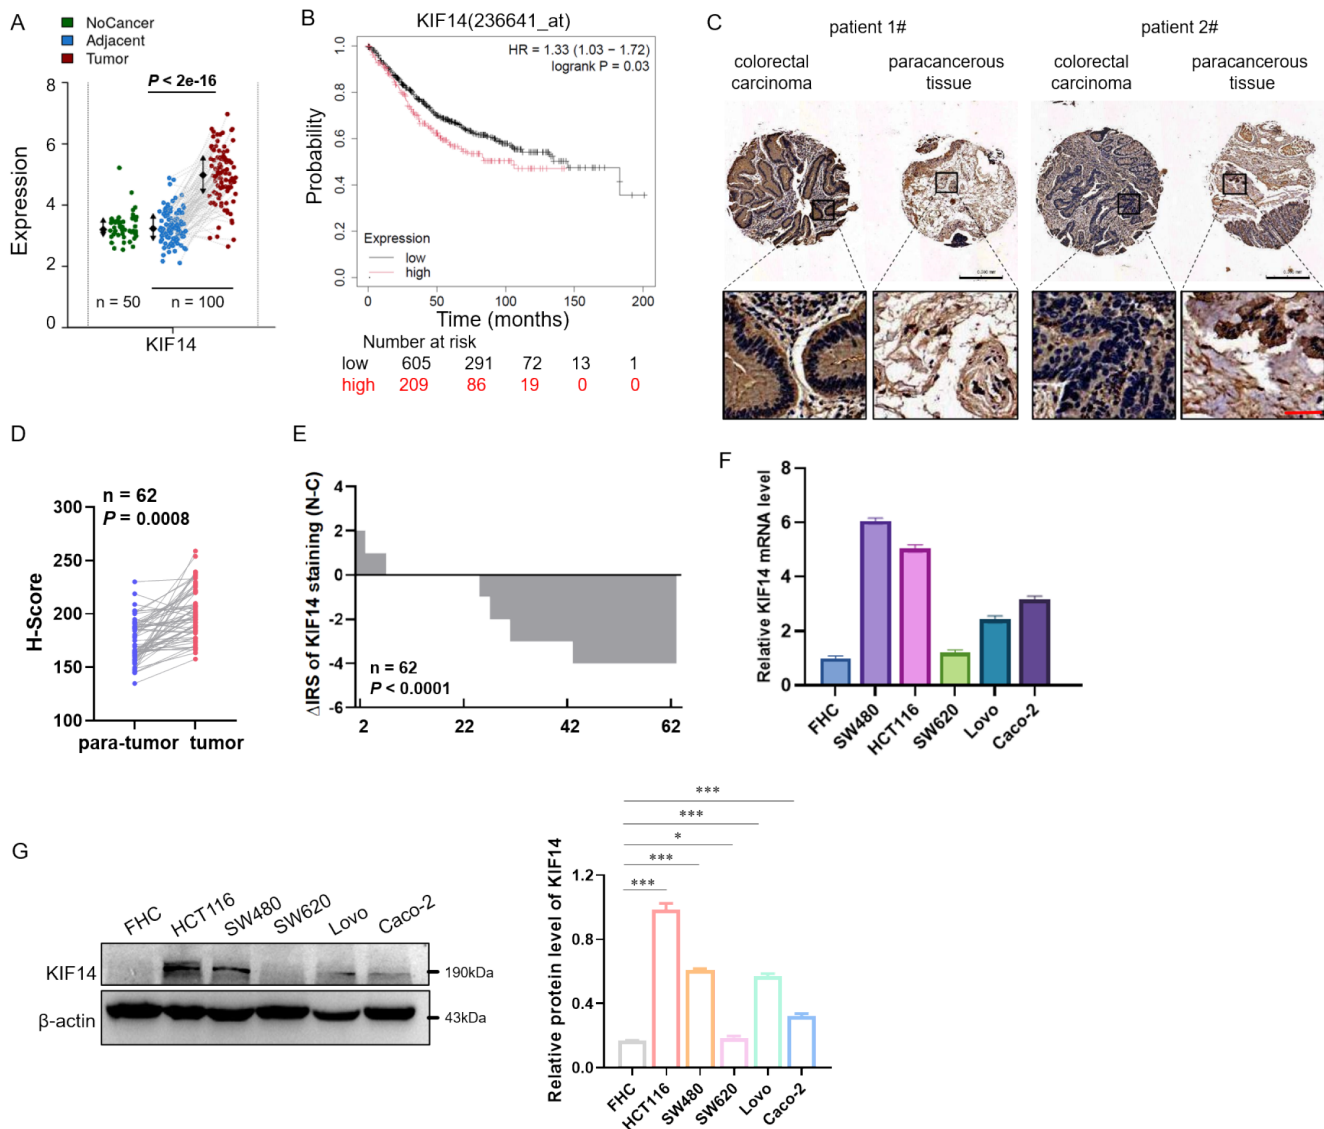 A
NoCancer
Adjacent
Tumor
P < 2e-16
Expression
8
6
4
2
0
n = 50
n = 100
KIF14
B
KIF14(236641_at)
HR = 1.33 (1.03 − 1.72)
logrank P = 0.03
Probability
1.0
0.8
0.6
0.4
0.2
0.0
Expression
low
high
0 50 100 150 200
Time (months)
Number at risk
low 605 291 72 13 1
high 209 86 19 0 0
C
patient 1# patient 2#
colorectal carcinoma
paracancerous tissue
colorectal carcinoma
paracancerous tissue
D
n = 62
P = 0.0008
H-Score
300
250
200
150
100
para-tumor tumor
E
ΔIRS of KIF14 staining (N-C)
4
2
0
-2
-4
-6
n = 62
P < 0.0001
2 22 42 62
F
Relative KIF14 mRNA level
8
6
4
2
0
FHC SW480 HCT116 SW620 Lovo Caco-2
G
FHC HCT116 SW480 SW620 Lovo Caco-2
KIF14 190kDa
β-actin 43kDa
***
***
*
***
***
Relative protein level of KIF14
1.2
0.8
0.4
0.0
FHC HCT116 SW480 SW620 Lovo Caco-2